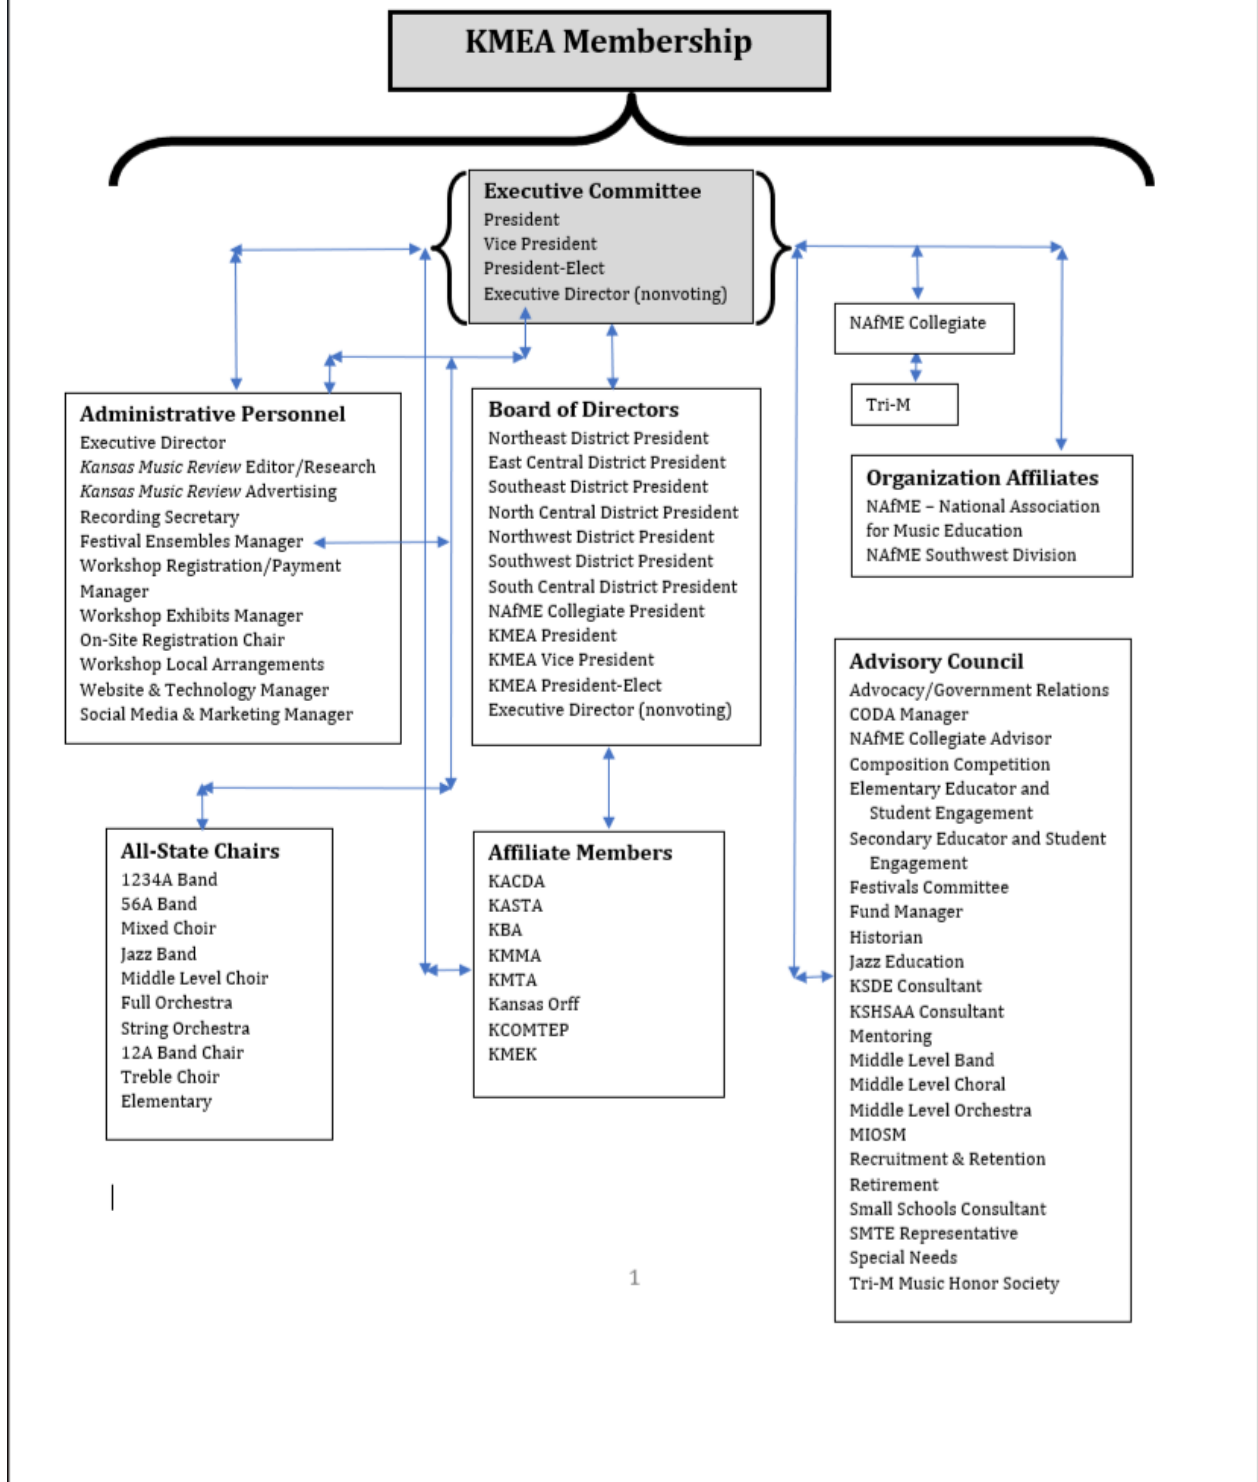 KMEA Membership
Executive Committee
President
Vice President
President-Elect
Executive Director (nonvoting)
NAfME Collegiate
Tri-M
Administrative Personnel
Executive Director
Kansas Music Review Editor/Research
Kansas Music Review Advertising
Recording Secretary
Festival Ensembles Manager
Workshop Registration/Payment
Manager
Workshop Exhibits Manager
On-Site Registration Chair
Workshop Local Arrangements
Website & Technology Manager
Social Media & Marketing Manager
Board of Directors
Northeast District President
East Central District President
Southeast District President
North Central District President
Northwest District President
Southwest District President
South Central District President
NAfME Collegiate President
KMEA President
KMEA Vice President
KMEA President-Elect
Executive Director (nonvoting)
Organization Affiliates
NAfME – National Association
for Music Education
NAfME Southwest Division
Advisory Council
Advocacy/Government Relations
CODA Manager
NAfME Collegiate Advisor
Composition Competition
Elementary Educator and
Student Engagement
Secondary Educator and Student
Engagement
Festivals Committee
Fund Manager
Historian
Jazz Education
KSDE Consultant
KSHSAA Consultant
Mentoring
Middle Level Band
Middle Level Choral
Middle Level Orchestra
MIOSM
Recruitment & Retention
Retirement
Small Schools Consultant
SMTE Representative
Special Needs
Tri-M Music Honor Society
All-State Chairs
1234A Band
56A Band
Mixed Choir
Jazz Band
Middle Level Choir
Full Orchestra
String Orchestra
12A Band Chair
Treble Choir
Elementary
Affiliate Members
KACDA
KASTA
KBA
KMMA
KMTA
Kansas Orff
KCOMTEP
KMEK
1